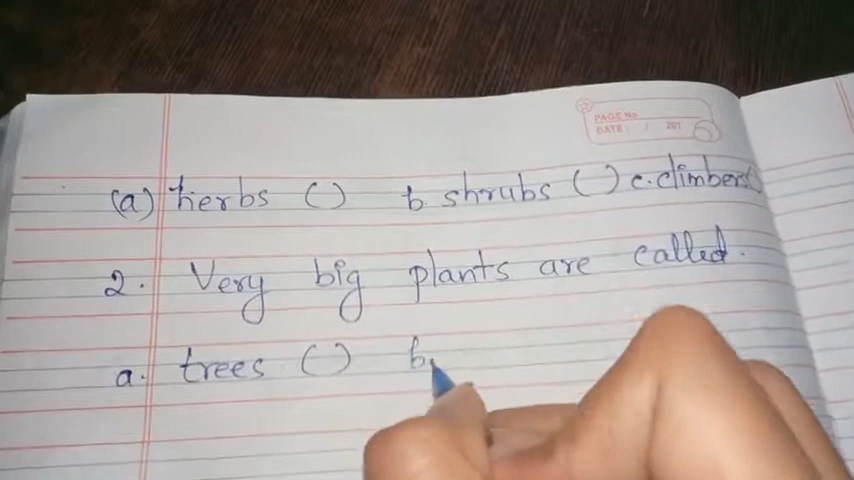 PAGE No
DATE: / 201
(a) herbs ( ) b. shrubs ( ) c. climbers (
2. Very big plants are called.
a. trees ( ) b.